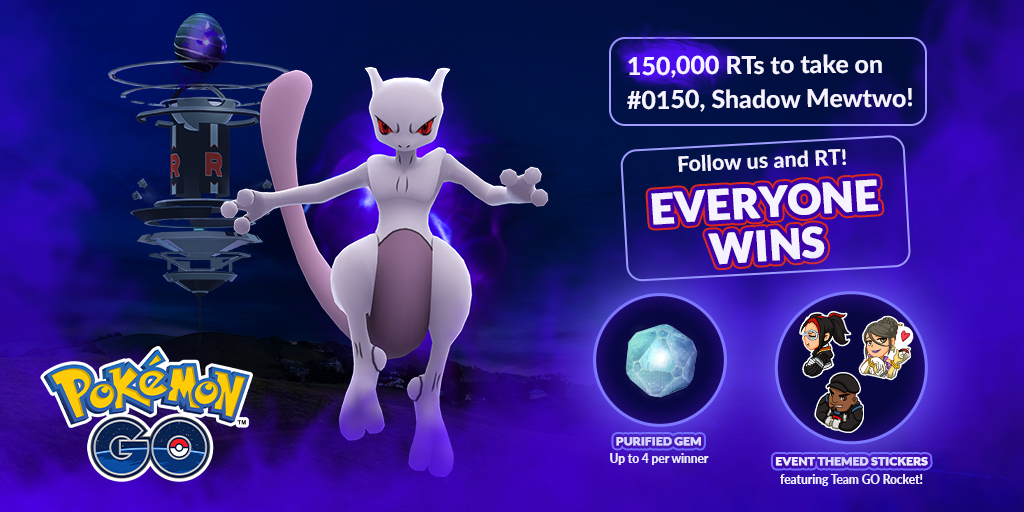 150,000 RTs to take on
#0150, Shadow Mewtwo!
Follow us and RT!
EVERYONE
WINS
R R
POKéMON
GO
TM
PURIFIED GEM
Up to 4 per winner
EVENT THEMED STICKERS
featuring Team GO Rocket!